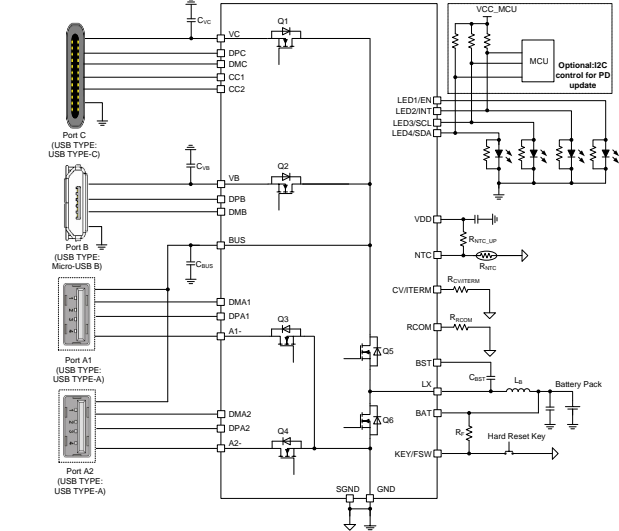 VCC_MCU
MCU
Optional:I2C
control for PD
update
CVC
VC
Q1
DPC
DMC
CC1
CC2
Port C
(USB TYPE:
USB TYPE-C)
LED1/EN
LED2/INT
LED3/SCL
LED4/SDA
CVB
VB
Q2
DPB
DMB
Port B
(USB TYPE:
Micro-USB B)
BUS
CBUS
VDD
RNTC_UP
NTC
RNTC
CV/ITERM
RCV/ITERM
DMA1
DPA1
A1-
Q3
Port A1
(USB TYPE:
USB TYPE-A)
RCOM
RRCOM
Q5
BST
CBST
LX
LB
Battery Pack
BAT
DMA2
DPA2
A2-
Q4
Q6
RF
Hard Reset Key
KEY/FSW
Port A2
(USB TYPE:
USB TYPE-A)
SGND
GND